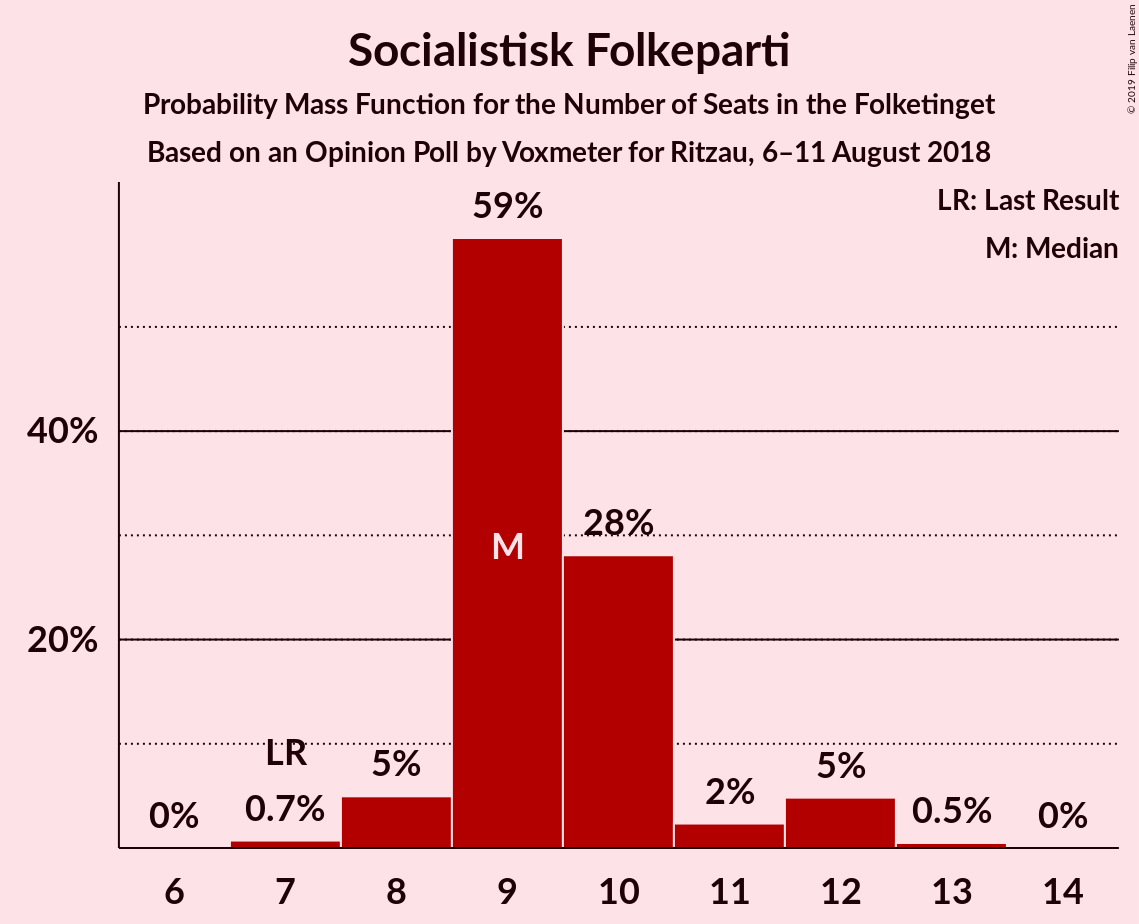 Socialistisk Folkeparti
Probability Mass Function for the Number of Seats in the Folketinget
Based on an Opinion Poll by Voxmeter for Ritzau, 6–11 August 2018
© 2019 Filip van Laenen
LR: Last Result
M: Median
59%
40%
28%
M
20%
LR
5%
5%
2%
0%
0.7%
0.5%
0%
6 7 8 9 10 11 12 13 14